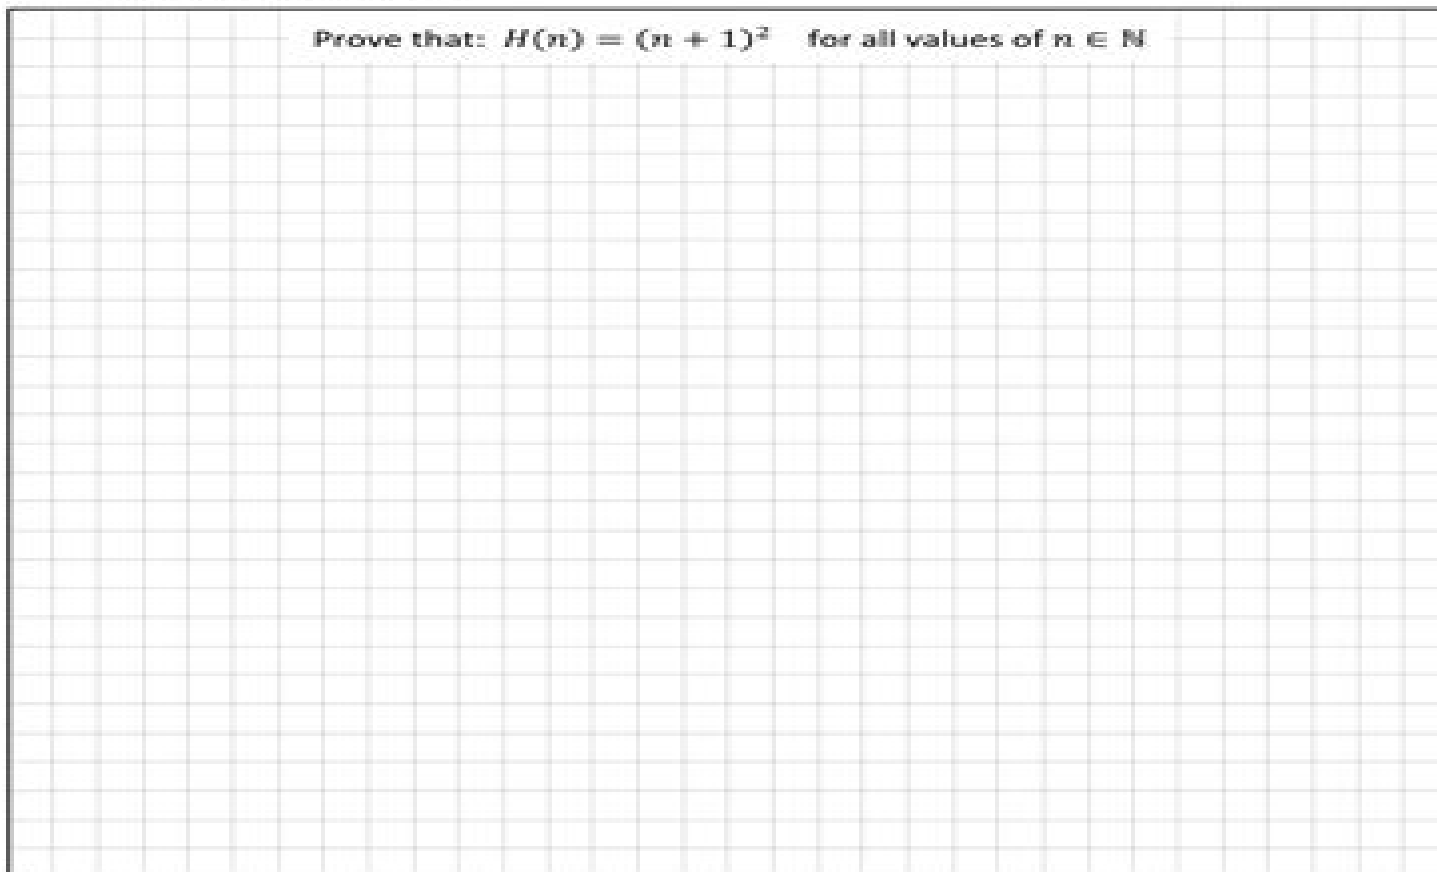 Prove that: H(n) = (n + 1)² for all values of n ∈ ℕ